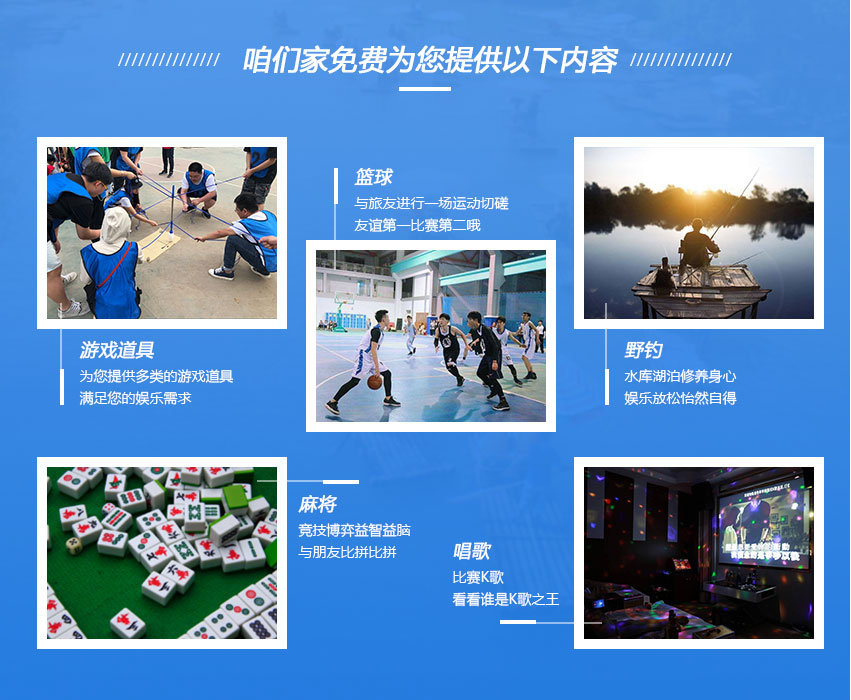 咱们家免费为您提供以下内容
篮球
与旅友进行一场运动切磋
友谊第一比赛第二哦
游戏道具
为您提供多类的游戏道具
满足您的娱乐需求
野钓
水库湖泊修养身心
娱乐放松怡然自得
麻将
竞技博弈益智益脑
与朋友比拼比拼
唱歌
比赛K歌
看看谁是K歌之王